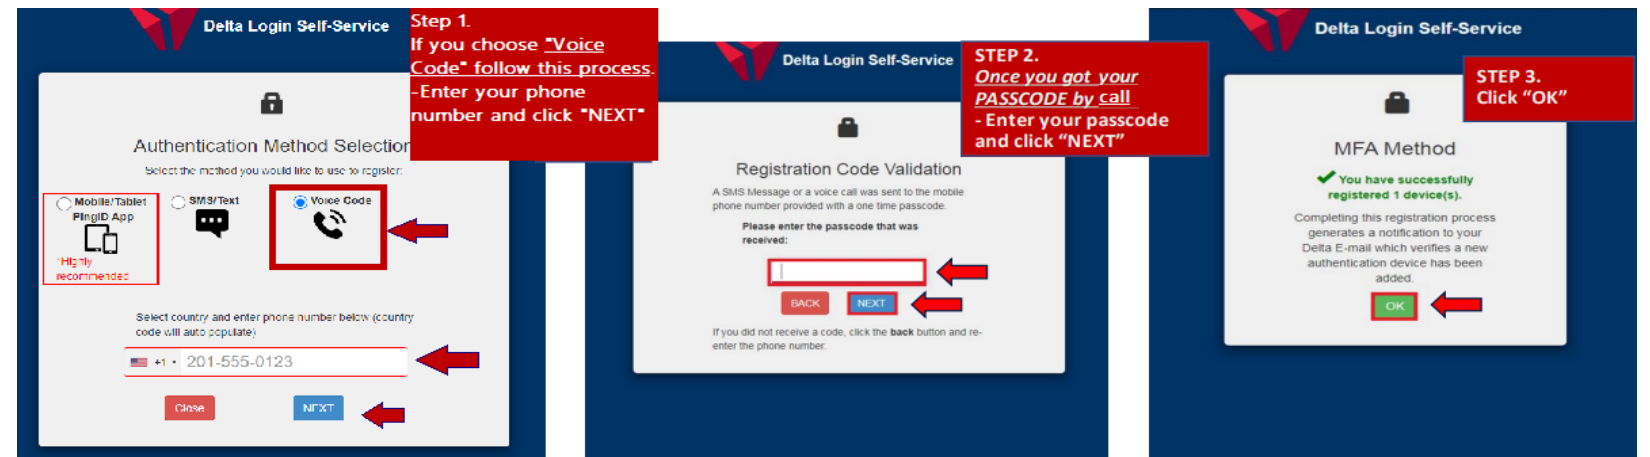 Delta Login Self-Service
Step 1.
If you choose "Voice
Code" follow this process.
-Enter your phone
number and click "NEXT"
Authentication Method Selection
Select the method you would like to use to register:
Mobile/Tablet
PingID App
*Highly
recommended
SMS/Text
Voice Code
Select country and enter phone number below (country
code will auto populate)
+1
201-555-0123
Close
NEXT
Delta Login Self-Service
STEP 2.
Once you got your
PASSCODE by call
- Enter your passcode
and click “NEXT”
Registration Code Validation
A SMS Message or a voice call was sent to the mobile
phone number provided with a one time passcode.
Please enter the passcode that was
received:
BACK
NEXT
If you did not receive a code, click the back button and re-
enter the phone number.
Delta Login Self-Service
STEP 3.
Click “OK”
MFA Method
You have successfully
registered 1 device(s).
Completing this registration process
generates a notification to your
Delta E-mail which verifies a new
authentication device has been
added.
OK